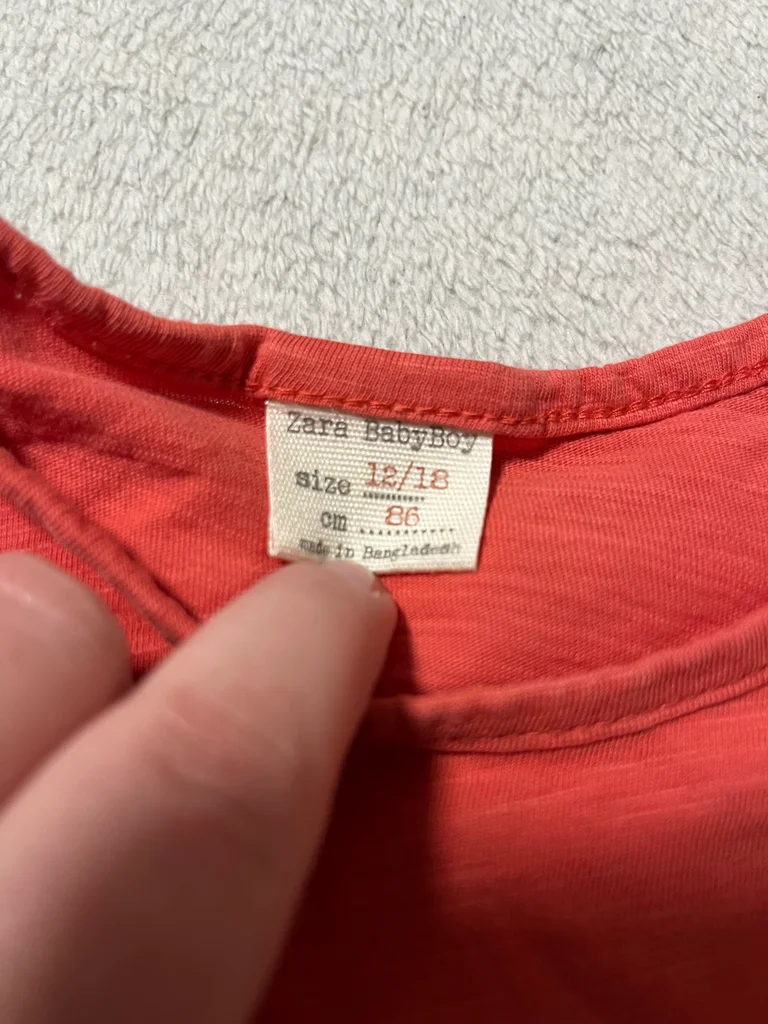 Zara BabyBoy
size 12/18
cm 86
made in Bangladesh